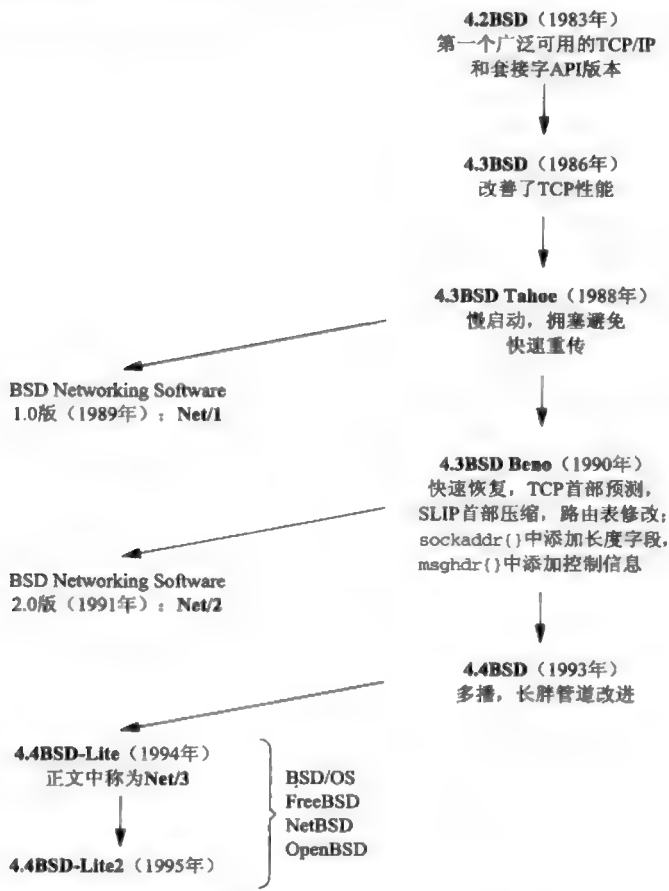 4.2BSD（1983年）
第一个广泛可用的TCP/IP
和套接字API版本
4.3BSD（1986年）
改善了TCP性能
4.3BSD Tahoe（1988年）
慢启动，拥塞避免
快速重传
BSD Networking Software
1.0版（1989年）：Net/1
4.3BSD Beno（1990年）
快速恢复，TCP首部预测，
SLIP首部压缩，路由表修改；
sockaddr{}中添加长度字段，
msghdr{}中添加控制信息
BSD Networking Software
2.0版（1991年）：Net/2
4.4BSD（1993年）
多播，长胖管道改进
4.4BSD-Lite（1994年）
正文中称为Net/3
BSD/OS
FreeBSD
NetBSD
OpenBSD
4.4BSD-Lite2（1995年）